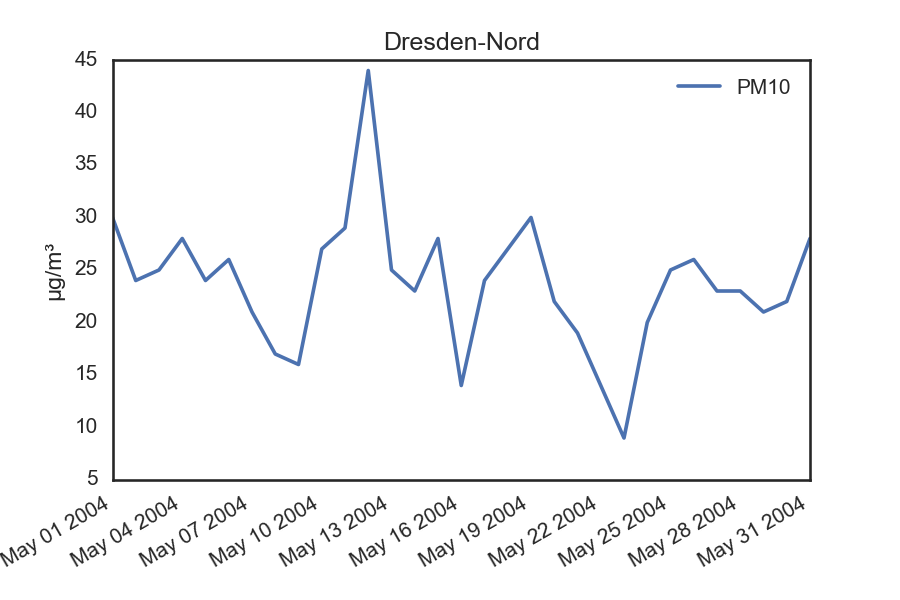 Dresden-Nord
PM10
µg/m³
45
40
35
30
25
20
15
10
5
May 01 2004
May 04 2004
May 07 2004
May 10 2004
May 13 2004
May 16 2004
May 19 2004
May 22 2004
May 25 2004
May 28 2004
May 31 2004